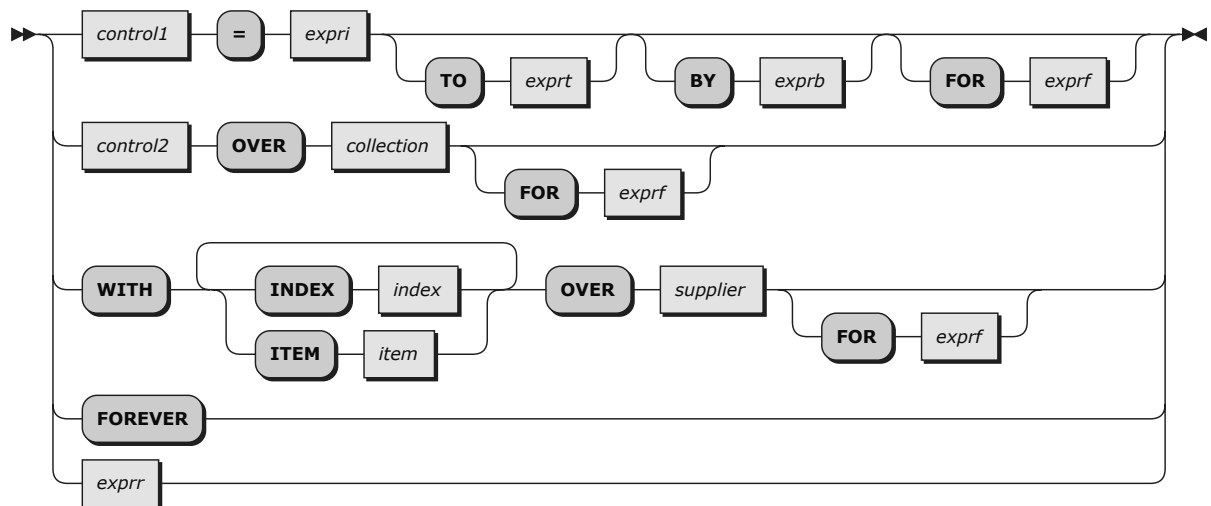 control1 = expri
TO exprt BY exprb FOR exprf
control2 OVER collection
FOR exprf
WITH INDEX index OVER supplier
ITEM item FOR exprf
FOREVER
exprr